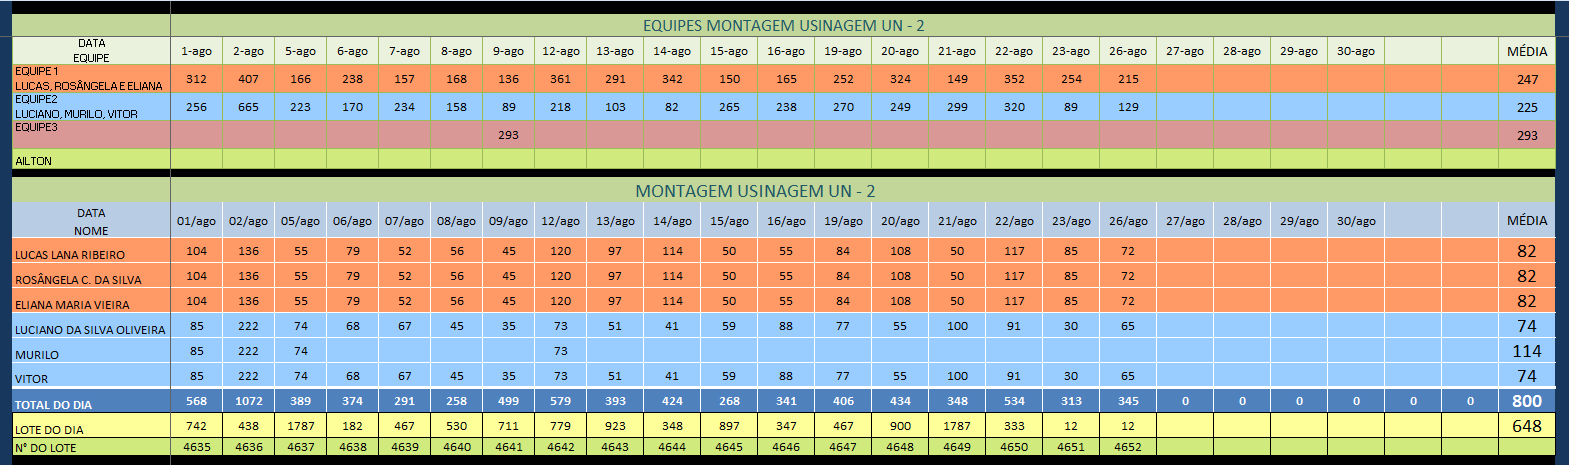 EQUIPES MONTAGEM USINAGEM UN - 2
DATA
EQUIPE 1-ago 2-ago 5-ago 6-ago 7-ago 8-ago 9-ago 12-ago 13-ago 14-ago 15-ago 16-ago 19-ago 20-ago 21-ago 22-ago 23-ago 26-ago 27-ago 28-ago 29-ago 30-ago MÉDIA
EQUIPE 1
LUCAS, ROSÂNGELA E ELIANA 312 407 166 238 157 168 136 361 291 342 150 165 252 324 149 352 254 215 247
EQUIPE2
LUCIANO, MURILO, VITOR 256 665 223 170 234 158 89 218 103 82 265 238 270 249 299 320 89 129 225
EQUIPE3 293 293
AILTON
MONTAGEM USINAGEM UN - 2
DATA
NOME 01/ago 02/ago 05/ago 06/ago 07/ago 08/ago 09/ago 12/ago 13/ago 14/ago 15/ago 16/ago 19/ago 20/ago 21/ago 22/ago 23/ago 26/ago 27/ago 28/ago 29/ago 30/ago MÉDIA
LUCAS LANA RIBEIRO 104 136 55 79 52 56 45 120 97 114 50 55 84 108 50 117 85 72 82
ROSÂNGELA C. DA SILVA 104 136 55 79 52 56 45 120 97 114 50 55 84 108 50 117 85 72 82
ELIANA MARIA VIEIRA 104 136 55 79 52 56 45 120 97 114 50 55 84 108 50 117 85 72 82
LUCIANO DA SILVA OLIVEIRA 85 222 74 68 67 45 35 73 51 41 59 88 77 55 100 91 30 65 74
MURILO 85 222 74 73 114
VITOR 85 222 74 68 67 45 35 73 51 41 59 88 77 55 100 91 30 65 74
TOTAL DO DIA 568 1072 389 374 291 258 499 579 393 424 268 341 406 434 348 534 313 345 0 0 0 0 0 0 800
LOTE DO DIA 742 438 1787 182 467 530 711 779 923 348 897 347 467 900 1787 333 12 12 648
N° DO LOTE 4635 4636 4637 4638 4639 4640 4641 4642 4643 4644 4645 4646 4647 4648 4649 4650 4651 4652